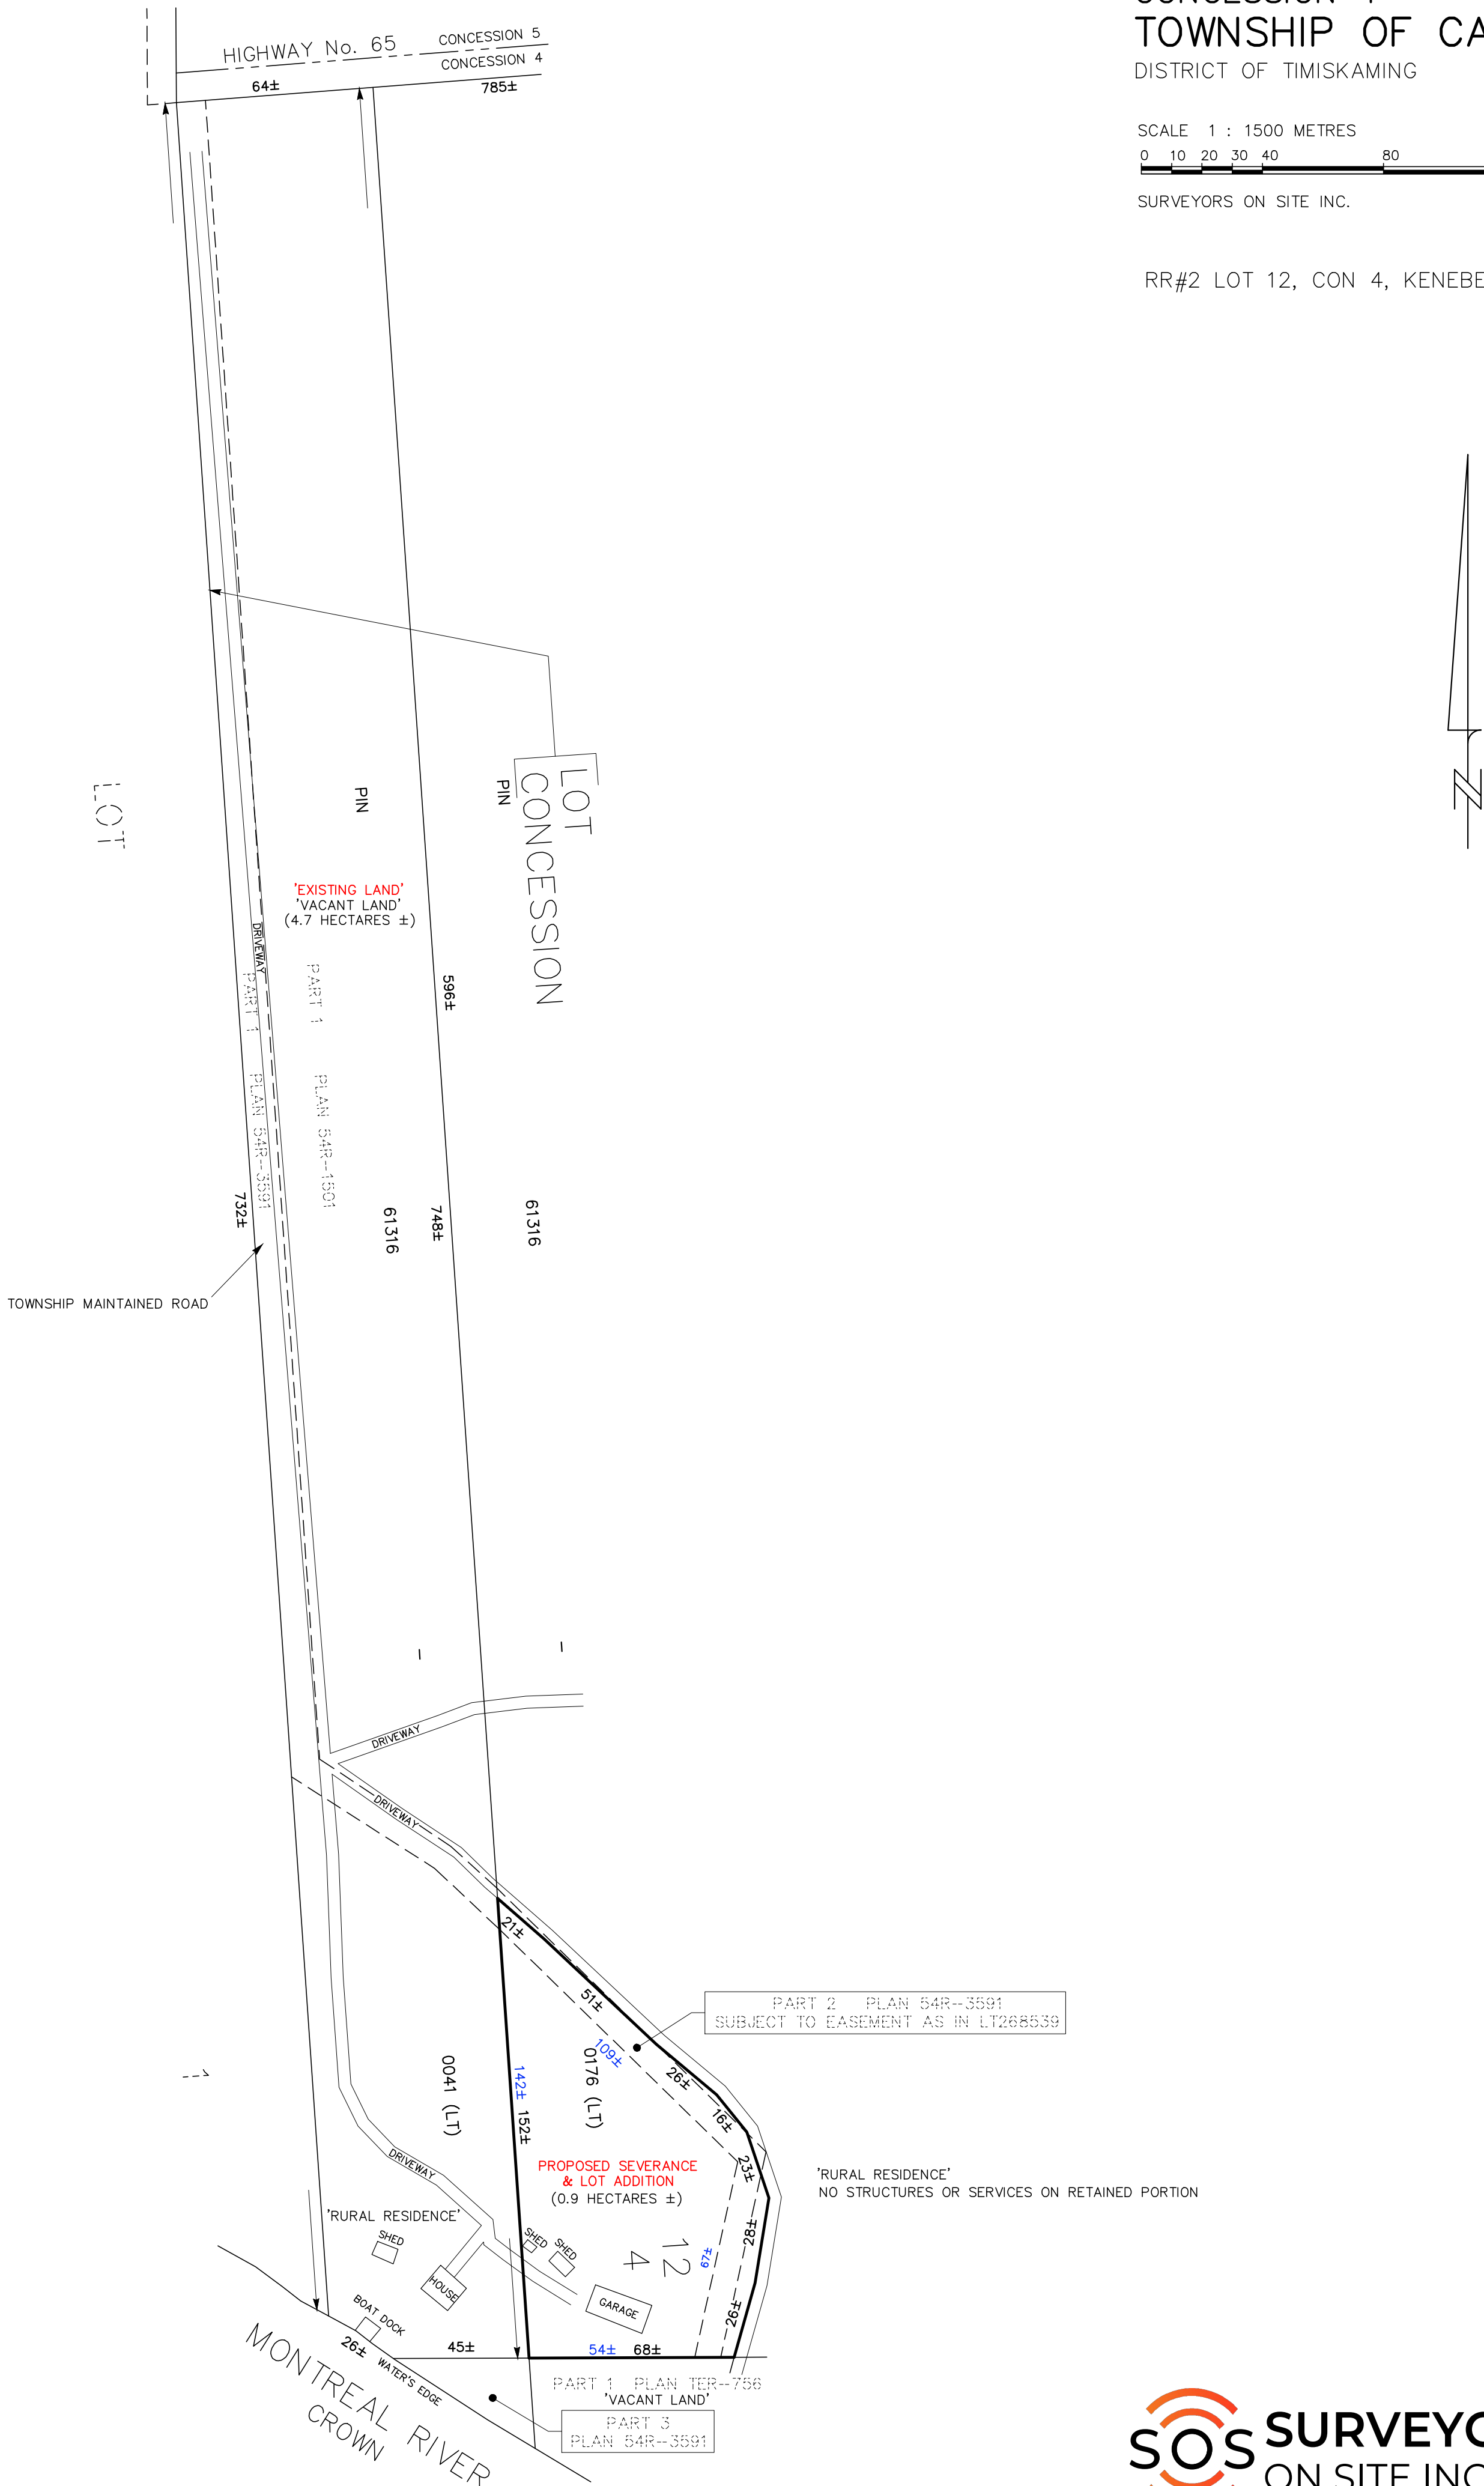 TOWNSHIP OF CA
DISTRICT OF TIMISKAMING
SCALE 1 : 1500 METRES
0 10 20 30 40 80
SURVEYORS ON SITE INC.
RR#2 LOT 12, CON 4, KENEBE
HIGHWAY No. 65
CONCESSION 5
CONCESSION 4
64±
785±
LOT
LOT
CONCESSION
PIN
PIN
N
'EXISTING LAND'
'VACANT LAND'
(4.7 HECTARES ±)
DRIVEWAY
PART 1 PLAN 54R-3591
PART 1 PLAN 54R-1501
596±
748±
732±
61316
61316
TOWNSHIP MAINTAINED ROAD
–
–
DRIVEWAY
DRIVEWAY
21±
51±
109±
26±
16±
23±
28±
26±
67±
PART 2 PLAN 54R-3591
SUBJECT TO EASEMENT AS IN LT268539
0041 (LT)
0176 (LT)
142± 152±
PROPOSED SEVERANCE
& LOT ADDITION
(0.9 HECTARES ±)
'RURAL RESIDENCE'
NO STRUCTURES OR SERVICES ON RETAINED PORTION
DRIVEWAY
'RURAL RESIDENCE'
SHED
HOUSE
SHED
SHED
GARAGE
12
4
BOAT DOCK
26±
WATER'S EDGE
45±
54± 68±
PART 1 PLAN TER-756
'VACANT LAND'
PART 3
PLAN 54R-3591
MONTREAL RIVER
CROWN
SOS SURVEYO
ON SITE INC